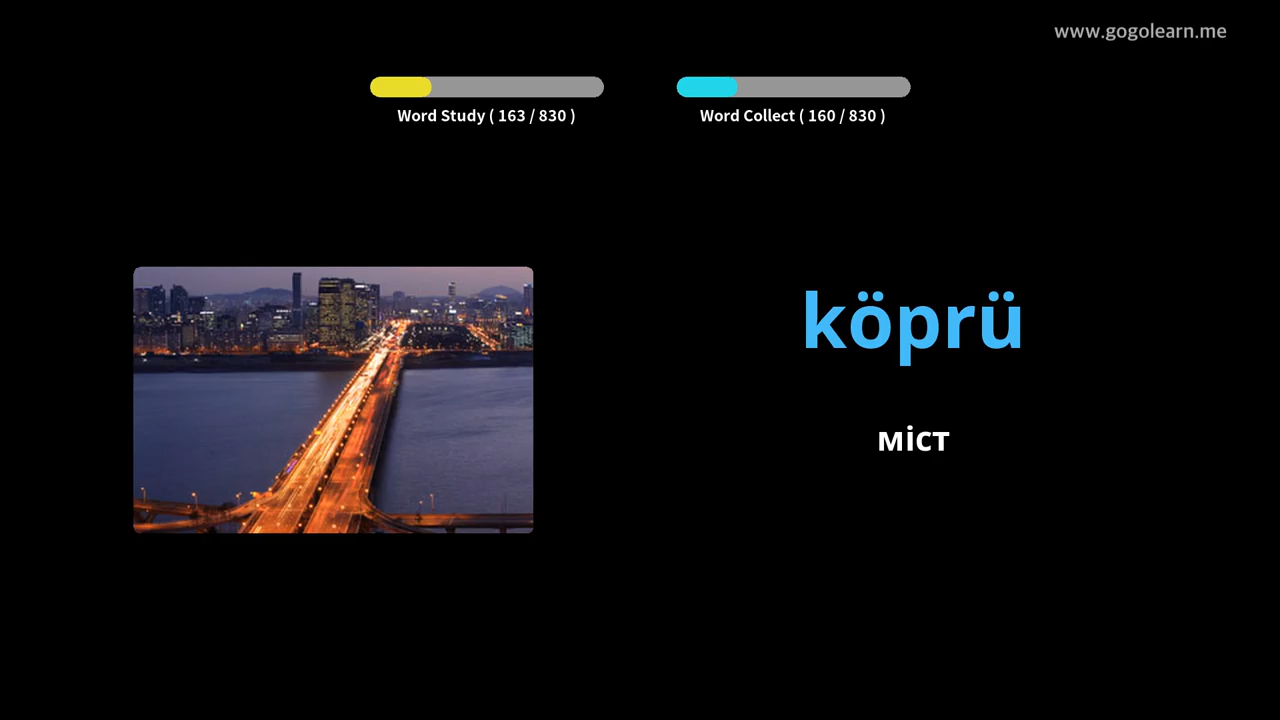 www.gogolearn.me
Word Study ( 163 / 830 )
Word Collect ( 160 / 830 )
köprü
міст